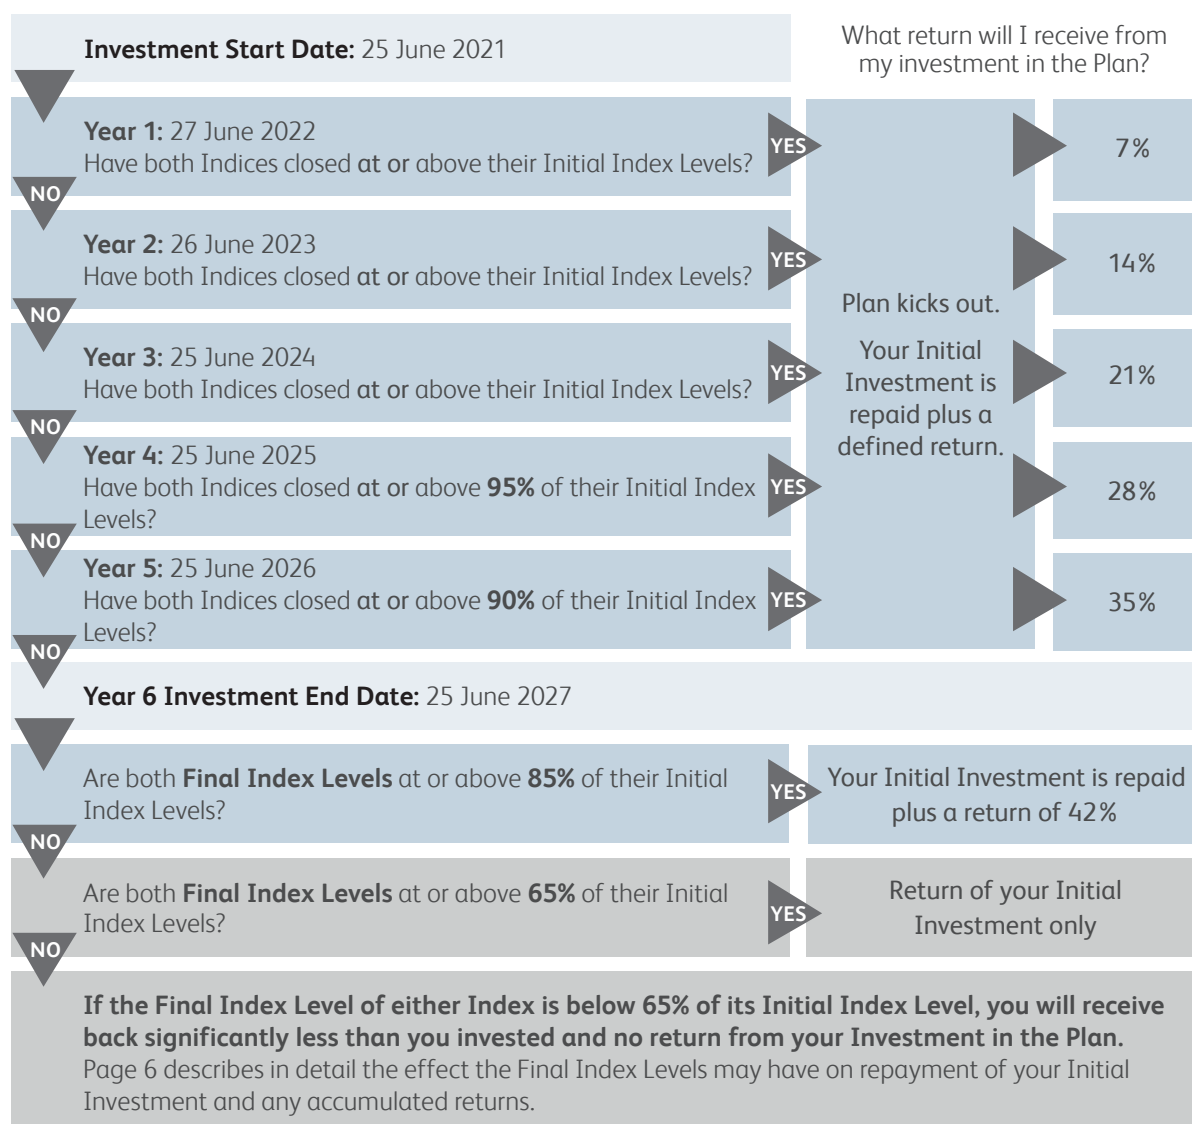 Investment Start Date: 25 June 2021
What return will I receive from
my investment in the Plan?
Year 1: 27 June 2022
Have both Indices closed at or above their Initial Index Levels?
YES
7%
NO
Year 2: 26 June 2023
Have both Indices closed at or above their Initial Index Levels?
YES
14%
NO
Plan kicks out.
Your Initial
Investment is
repaid plus a
defined return.
Year 3: 25 June 2024
Have both Indices closed at or above their Initial Index Levels?
YES
21%
NO
Year 4: 25 June 2025
Have both Indices closed at or above 95% of their Initial Index
Levels?
YES
28%
NO
Year 5: 25 June 2026
Have both Indices closed at or above 90% of their Initial Index
Levels?
YES
35%
NO
Year 6 Investment End Date: 25 June 2027
Are both Final Index Levels at or above 85% of their Initial
Index Levels?
YES
Your Initial Investment is repaid
plus a return of 42%
NO
Are both Final Index Levels at or above 65% of their Initial
Index Levels?
YES
Return of your Initial
Investment only
NO
If the Final Index Level of either Index is below 65% of its Initial Index Level, you will receive
back significantly less than you invested and no return from your Investment in the Plan.
Page 6 describes in detail the effect the Final Index Levels may have on repayment of your Initial
Investment and any accumulated returns.